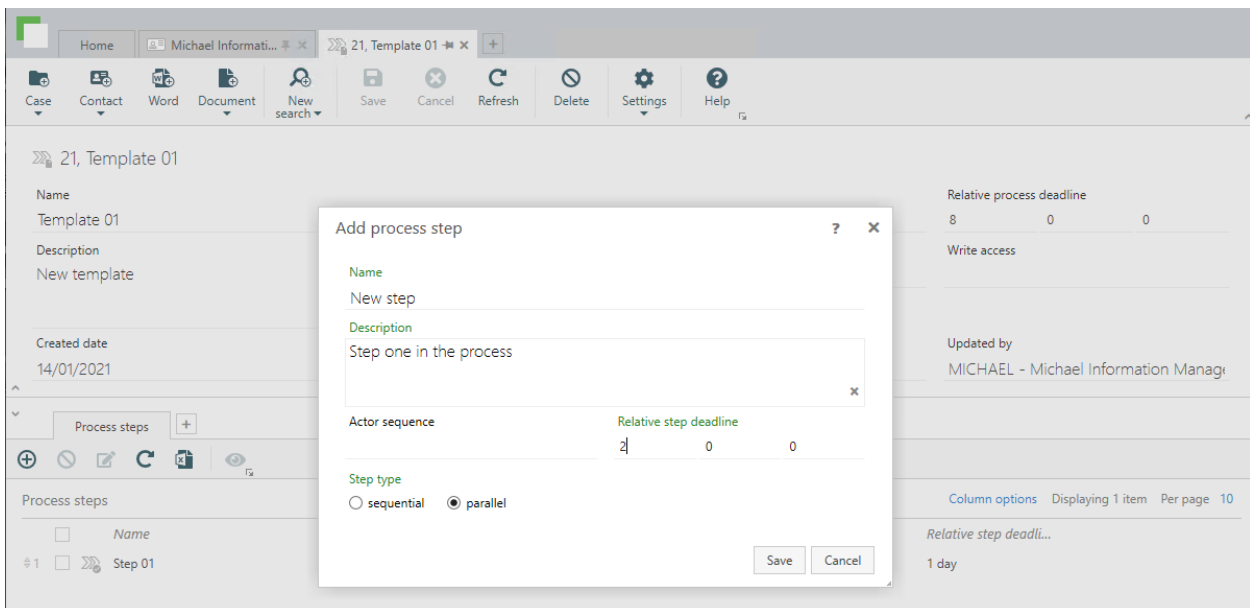 Home
Michael Informati...
21, Template 01
Case
Contact
Word
Document
New search
Save
Cancel
Refresh
Delete
Settings
Help
21, Template 01
Name
Template 01
Relative process deadline
8 0 0
Description
New template
Write access
Created date
14/01/2021
Updated by
MICHAEL - Michael Information Manage
Add process step
?
Name
New step
Description
Step one in the process
Actor sequence
Relative step deadline
2 0 0
Step type
sequential
parallel
Save
Cancel
Process steps
Process steps
Column options Displaying 1 item Per page 10
Name
Relative step deadli...
1 Step 01
1 day